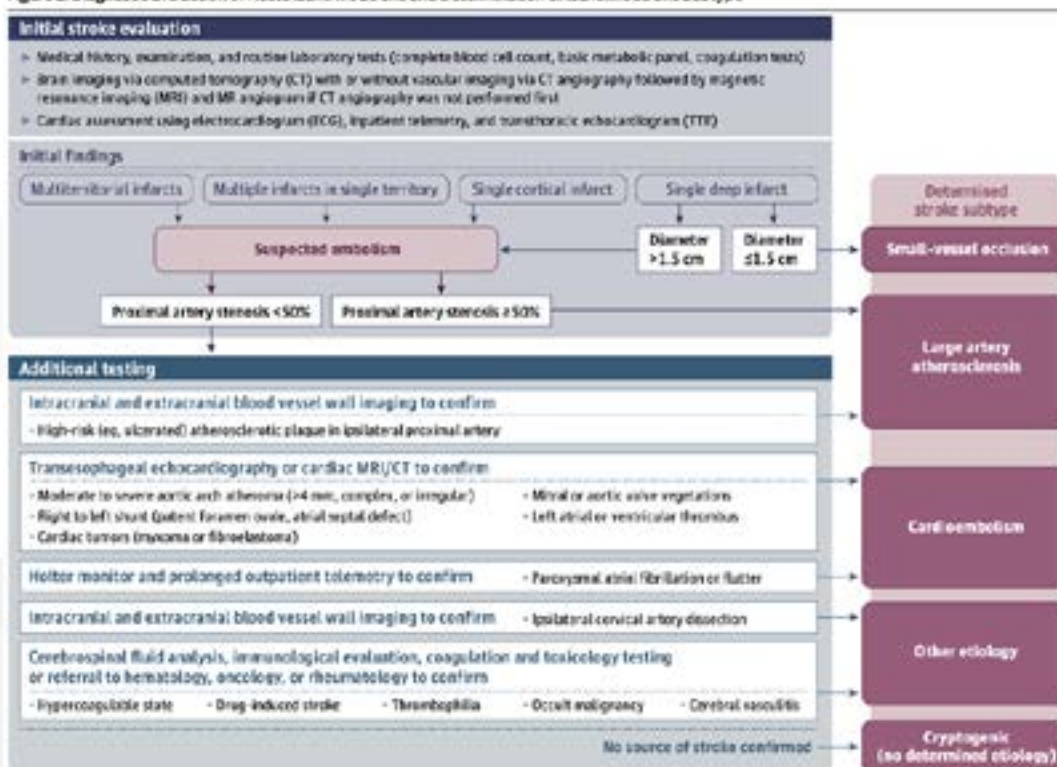 Initial stroke evaluation
Medical history, examination, and routine laboratory tests (complete blood cell count, basic metabolic panel, coagulation tests)
Brain imaging via computed tomography (CT) with or without vascular imaging via CT angiography followed by magnetic
resonance imaging (MRI) and MR angiogram if CT angiography was not performed first
Cardiac assessment using electrocardiogram (ECG), inpatient telemetry, and transthoracic echocardiogram (TTE)
Initial findings
Multiterritorial infarcts
Multiple infarcts in single territory
Single cortical infarct
Single deep infarct
Determined
stroke subtype
Suspected embolism
Diameter
>1.5 cm
Diameter
≤1.5 cm
Small-vessel occlusion
Proximal artery stenosis <50%
Proximal artery stenosis ≥50%
Large artery
atherosclerosis
Additional testing
Intracranial and extracranial blood vessel wall imaging to confirm
- High-risk (eg, ulcerated) atherosclerotic plaque in ipsilateral proximal artery
Transesophageal echocardiography or cardiac MRI/CT to confirm
- Moderate to severe aortic arch atheroma (>4 mm, complex, or irregular)
- Mitral or aortic valve vegetations
- Right to left shunt (patent foramen ovale, atrial septal defect)
- Left atrial or ventricular thrombus
- Cardiac tumors (myxoma or fibroelastoma)
Cardioembolism
Holter monitor and prolonged outpatient telemetry to confirm
- Paroxysmal atrial fibrillation or flutter
Intracranial and extracranial blood vessel wall imaging to confirm
- Ipsilateral cervical artery dissection
Other etiology
Cerebrospinal fluid analysis, immunological evaluation, coagulation and toxicology testing
or referral to hematology, oncology, or rheumatology to confirm
- Hypercoagulable state
- Drug-induced stroke
- Thrombophilia
- Occult malignancy
- Cerebral vasculitis
No source of stroke confirmed
Cryptogenic
(no determined etiology)